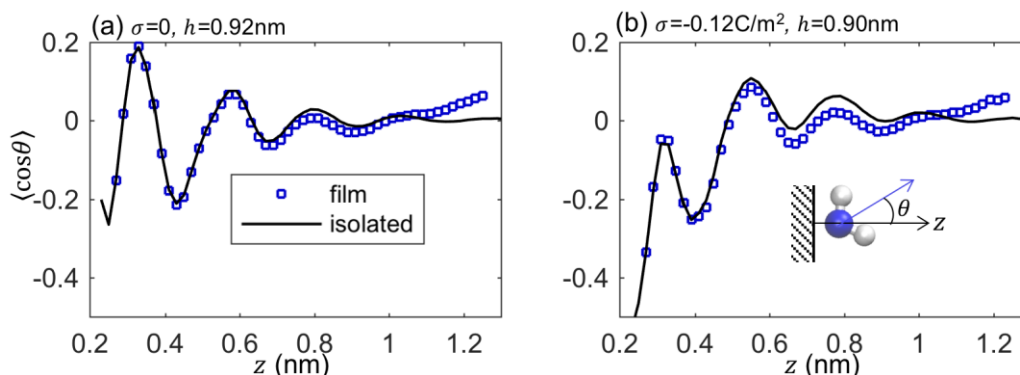 (a) σ=0, h=0.92nm
0.2
0
-0.2
-0.4
⟨cosθ⟩
film
isolated
0.2 0.4 0.6 0.8 1 1.2
z (nm)
(b) σ=-0.12C/m², h=0.90nm
0.2
0
-0.2
-0.4
θ
z
0.2 0.4 0.6 0.8 1 1.2
z (nm)